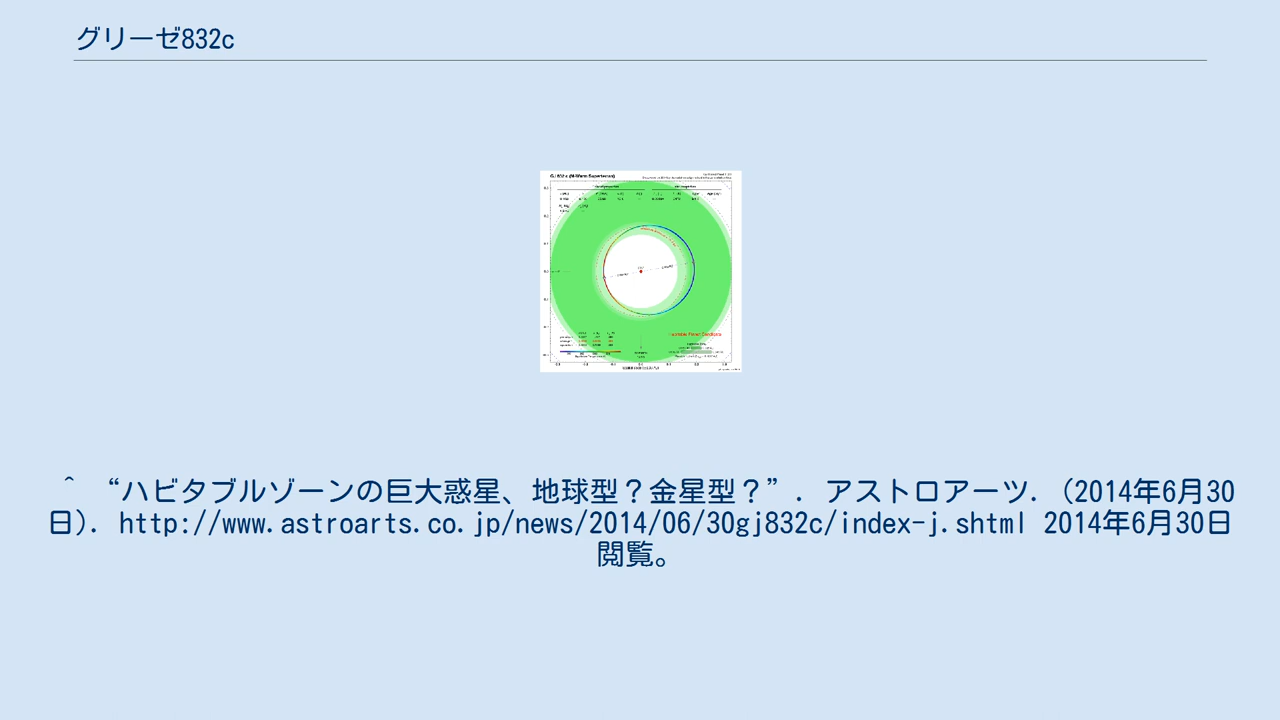 グリーゼ832c
^ “ハビタブルゾーンの巨大惑星、地球型？金星型？”. アストロアーツ. (2014年6月30
日). http://www.astroarts.co.jp/news/2014/06/30gj832c/index-j.shtml 2014年6月30日
閲覧。